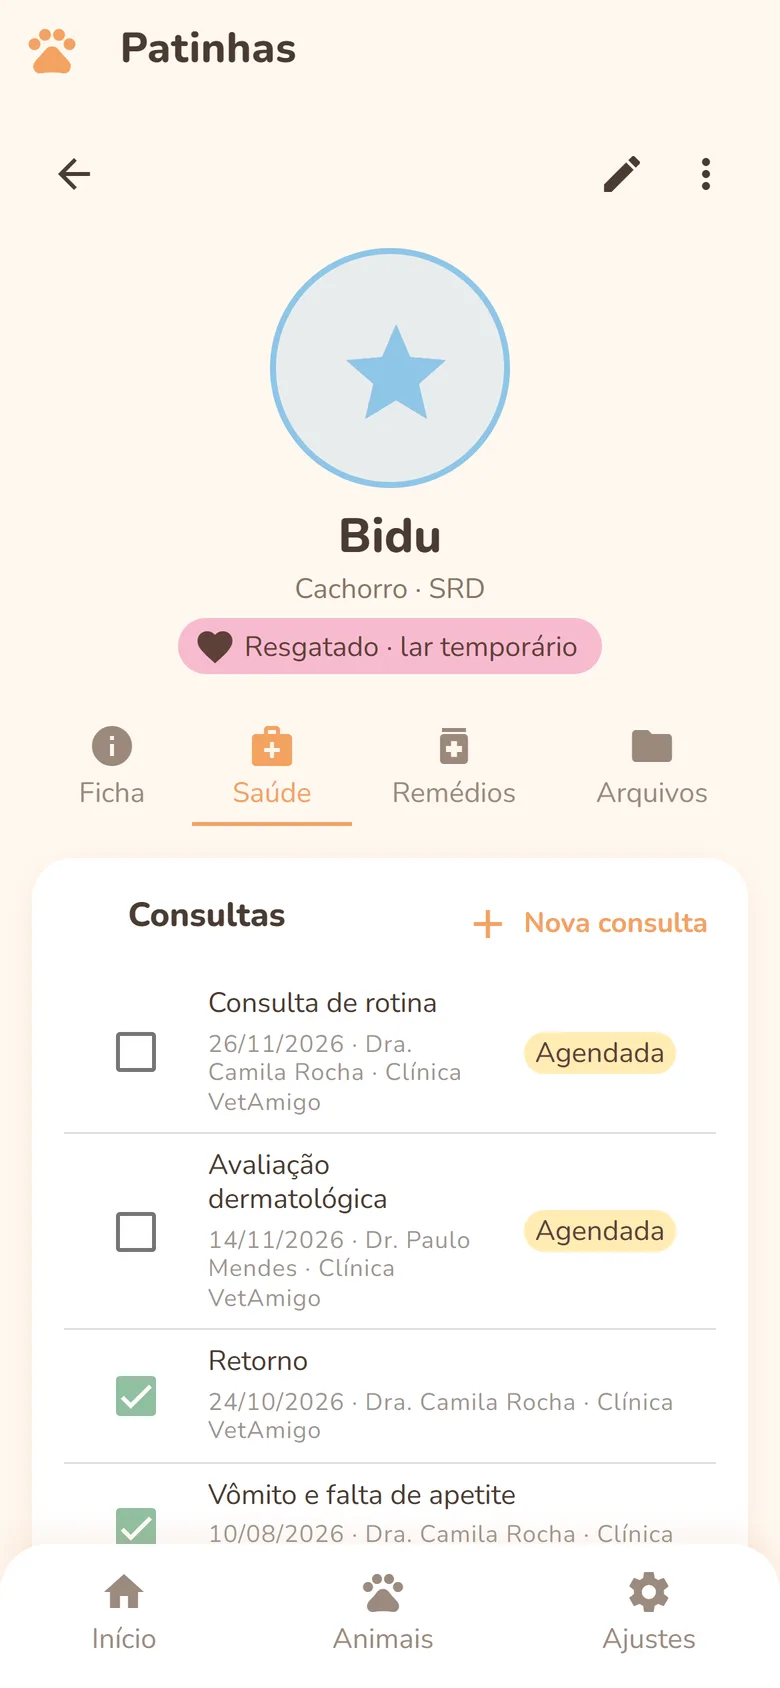 Patinhas
Bidu
Cachorro · SRD
Resgatado · lar temporário
Ficha
Saúde
Remédios
Arquivos
Consultas
Nova consulta
Consulta de rotina
26/11/2026 · Dra.
Camila Rocha · Clínica
VetAmigo
Agendada
Avaliação
dermatológica
14/11/2026 · Dr. Paulo
Mendes · Clínica
VetAmigo
Agendada
Retorno
24/10/2026 · Dra. Camila Rocha · Clínica
VetAmigo
Vômito e falta de apetite
10/08/2026 · Dra. Camila Rocha · Clínica
Início
Animais
Ajustes